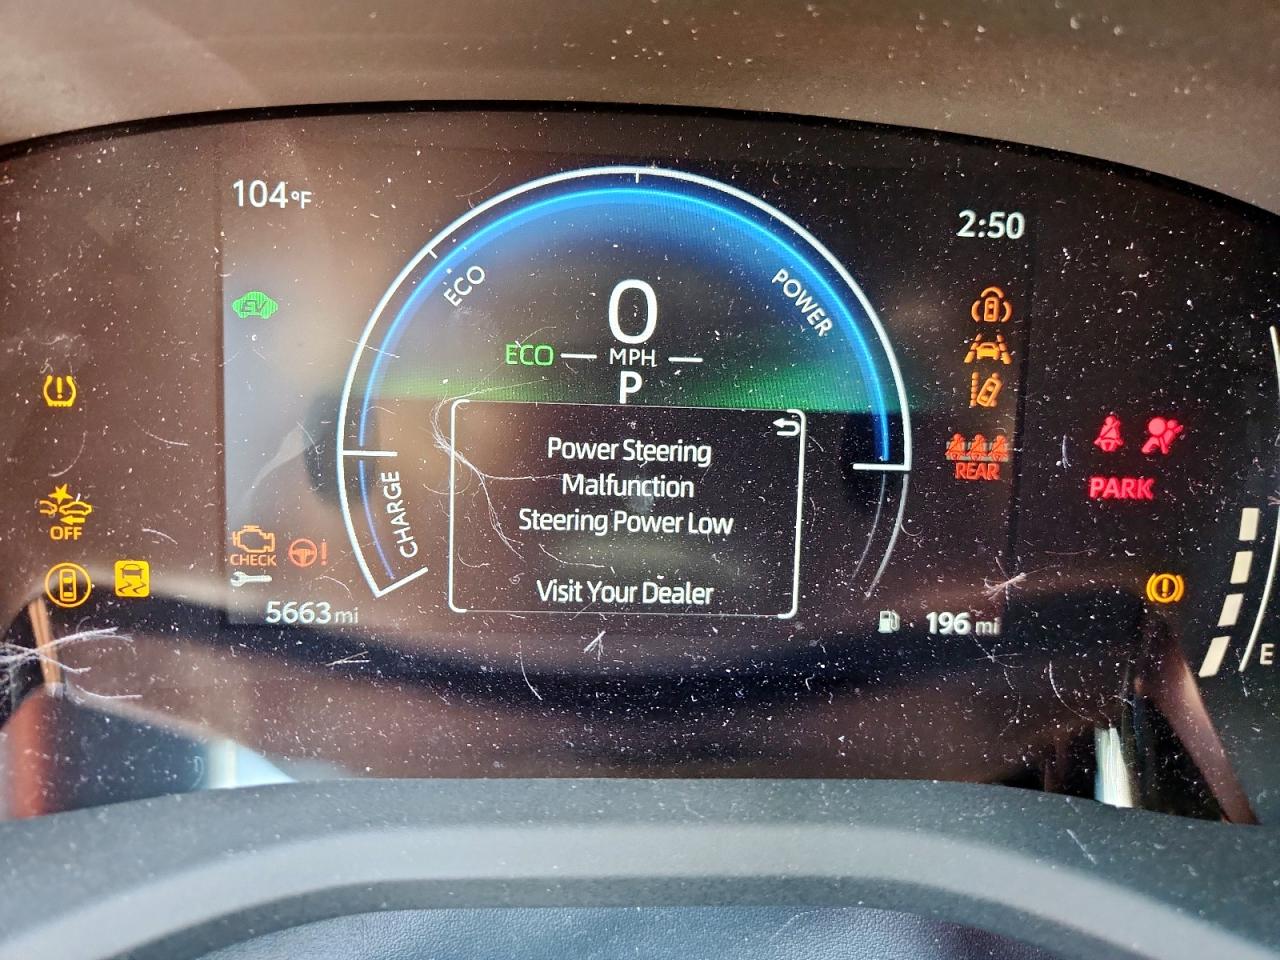 104°F
2:50
EV
ECO
POWER
0
ECO
MPH
P
Power Steering
Malfunction
Steering Power Low
Visit Your Dealer
CHARGE
REAR
PARK
OFF
CHECK
5663 mi
196 mi
E